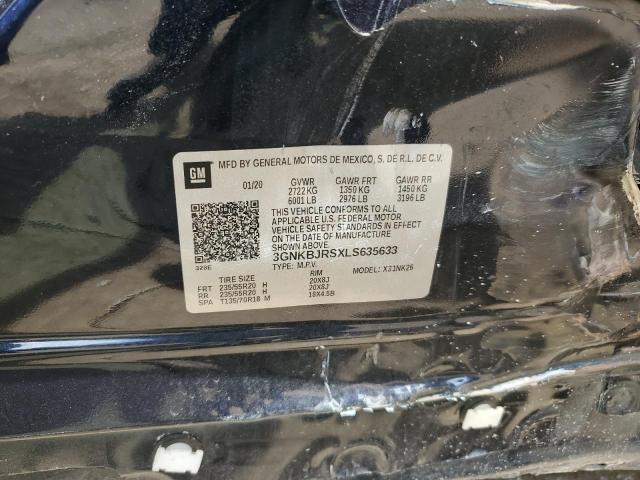 GM
MFD BY GENERAL MOTORS DE MEXICO, S. DE R.L. DE C.V.
01/20 GVWR GAWR FRT GAWR RR
2722 KG 1350 KG 1450 KG
6001 LB 2976 LB 3196 LB
THIS VEHICLE CONFORMS TO ALL
APPLICABLE U.S. FEDERAL MOTOR
VEHICLE SAFETY STANDARDS IN EFFECT
ON THE DATE OF MANUFACTURE
SHOWN ABOVE.
3GNKBJRSXLS635633
328E TYPE: M.P.V. MODEL: X31NK26
TIRE SIZE RIM
FRT 235/55R20 H 20X8J
RR 235/55R20 H 20X8J
SPA T135/70R18 M 18X4.5B